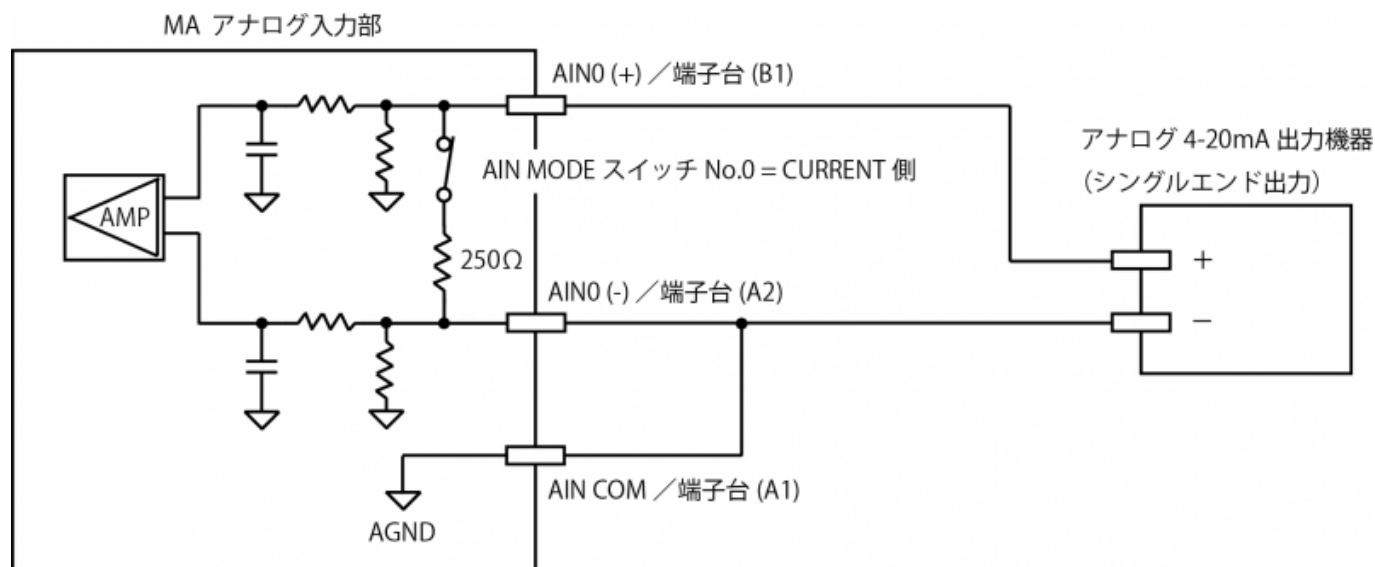 MA アナログ入力部
AIN0 (+) ／端子台 (B1)
アナログ 4-20mA 出力機器
（シングルエンド出力）
AIN MODE スイッチ No.0 = CURRENT 側
AMP
250Ω
+
AIN0 (-) ／端子台 (A2)
−
AIN COM ／端子台 (A1)
AGND